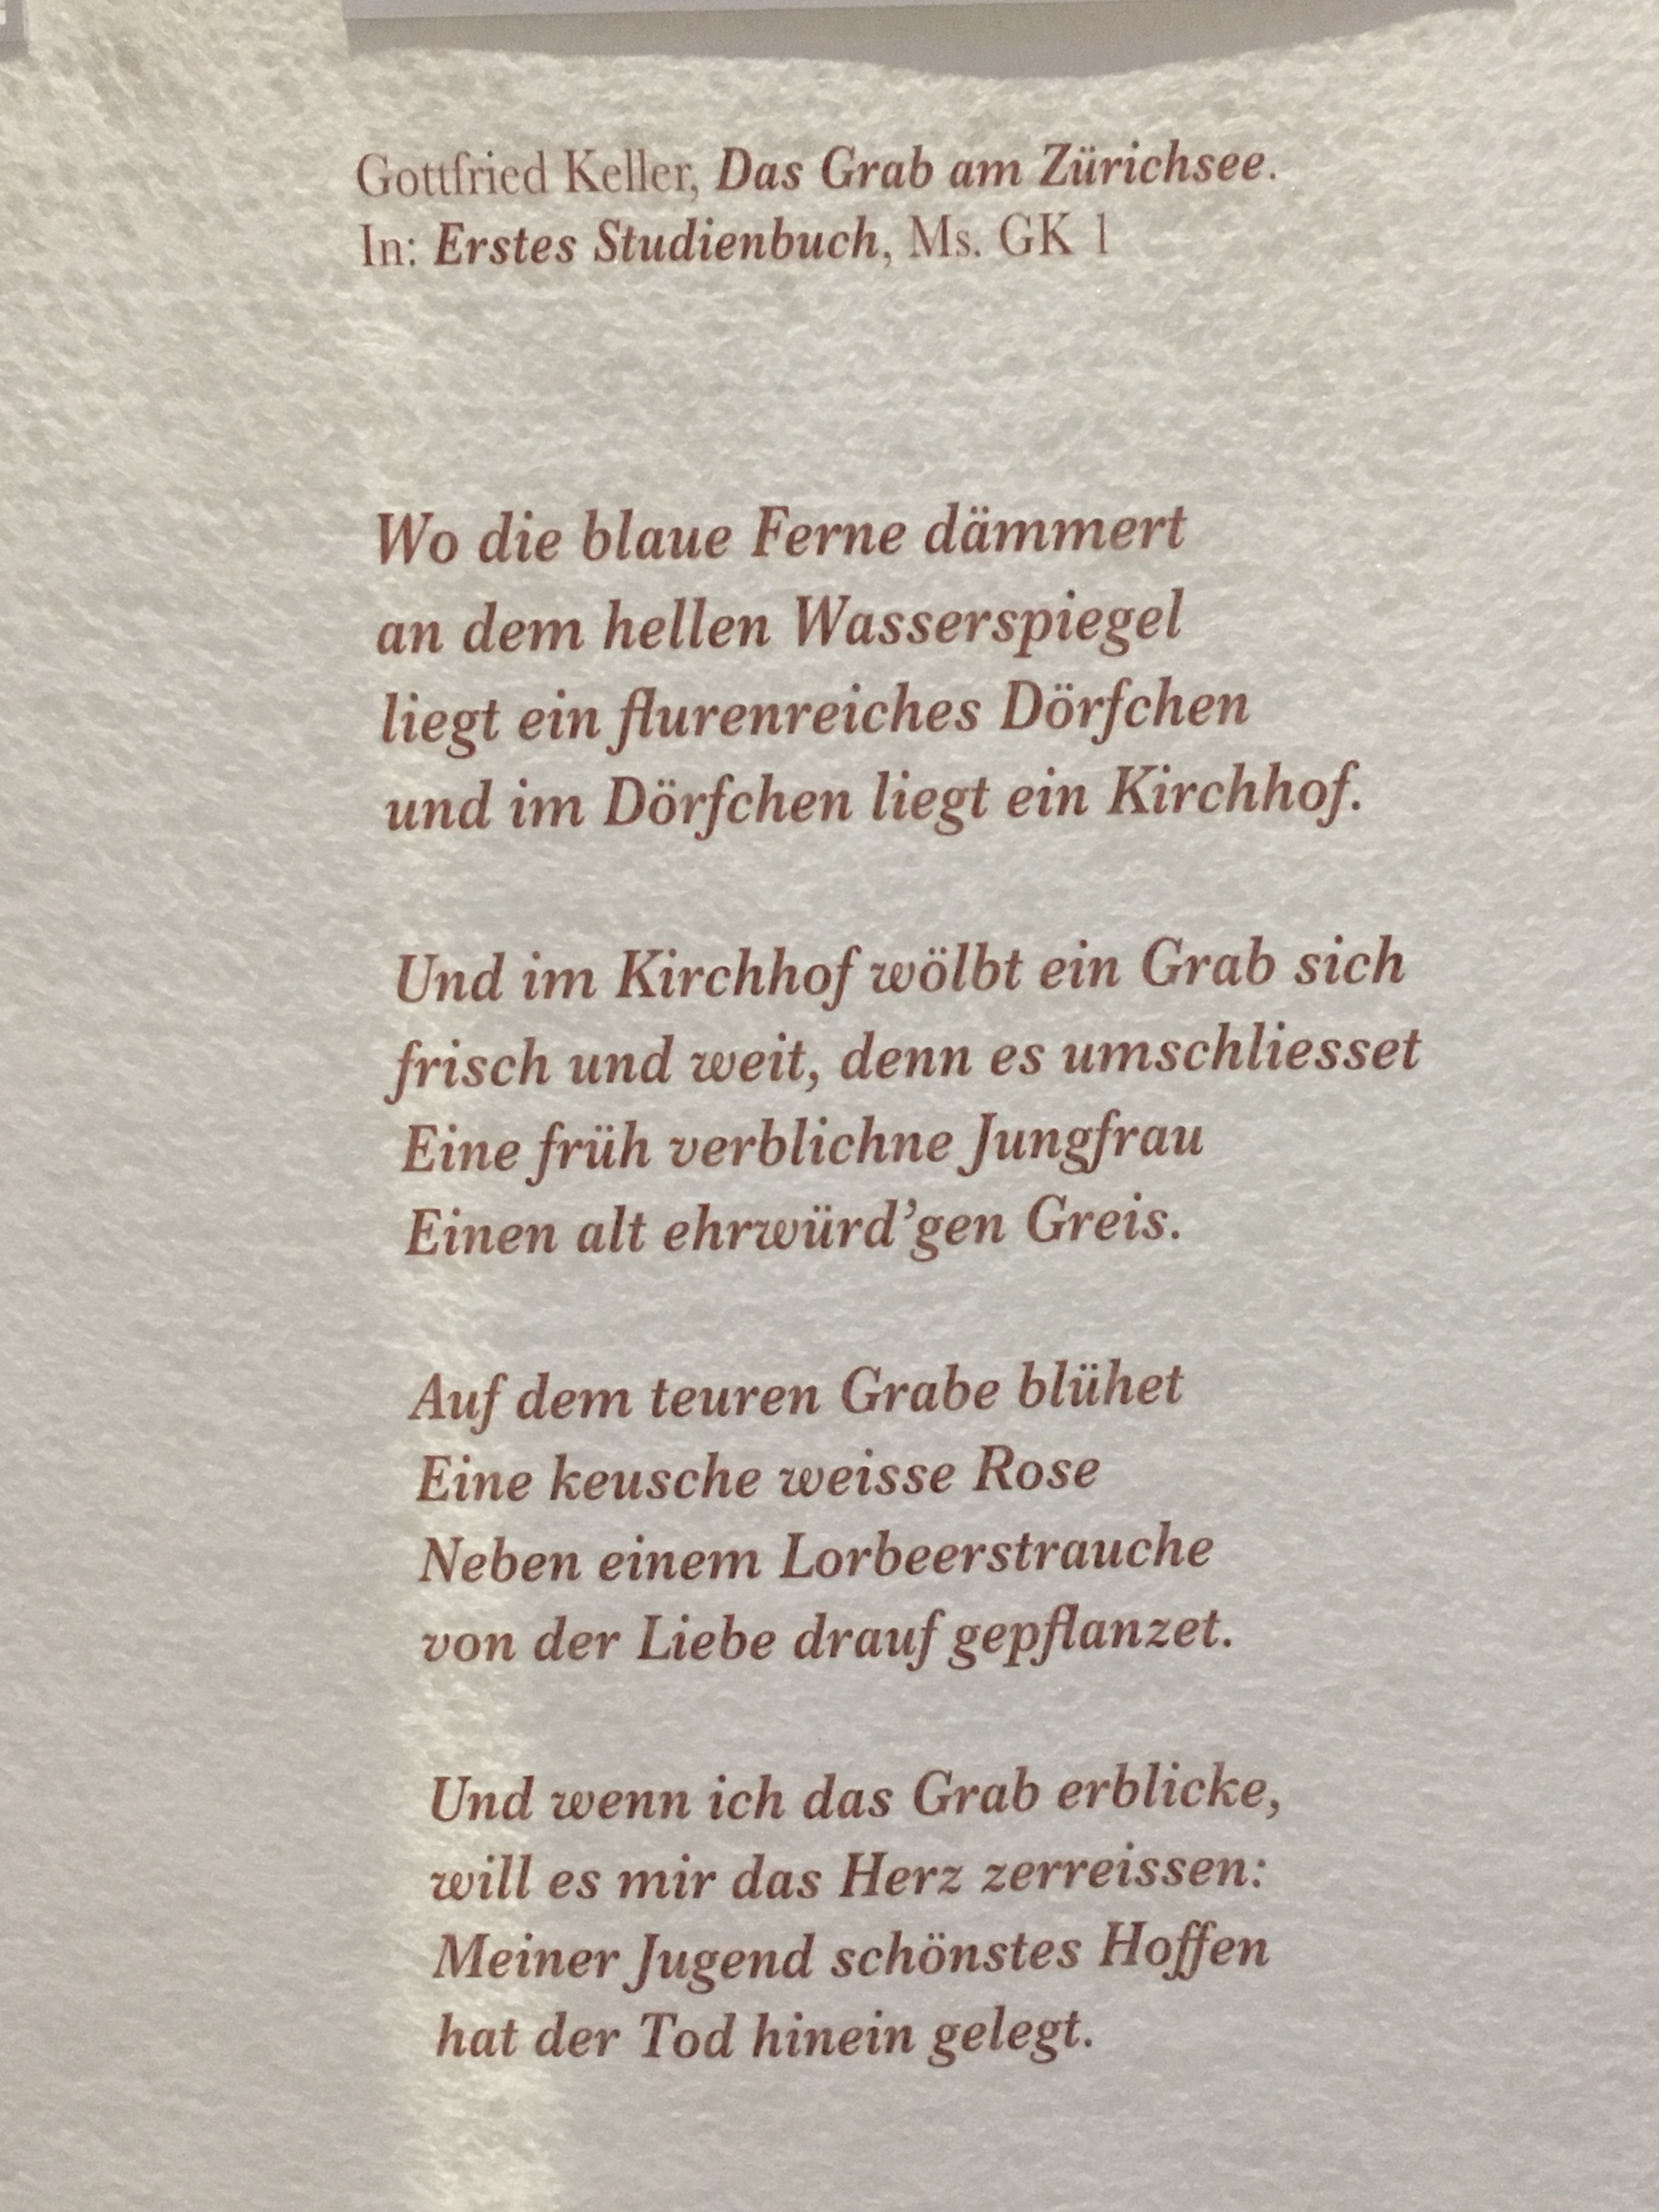 Gottfried Keller, Das Grab am Zürichsee.
In: Erstes Studienbuch, Ms. GK 1
Wo die blaue Ferne dämmert
an dem hellen Wasserspiegel
liegt ein flurenreiches Dörfchen
und im Dörfchen liegt ein Kirchhof.
Und im Kirchhof wölbt ein Grab sich
frisch und weit, denn es umschliesset
Eine früh verblichne Jungfrau
Einen alt ehrwürd’gen Greis.
Auf dem teuren Grabe blühet
Eine keusche weisse Rose
Neben einem Lorbeerstrauche
von der Liebe drauf gepflanzet.
Und wenn ich das Grab erblicke,
will es mir das Herz zerreissen:
Meiner Jugend schönstes Hoffen
hat der Tod hinein gelegt.